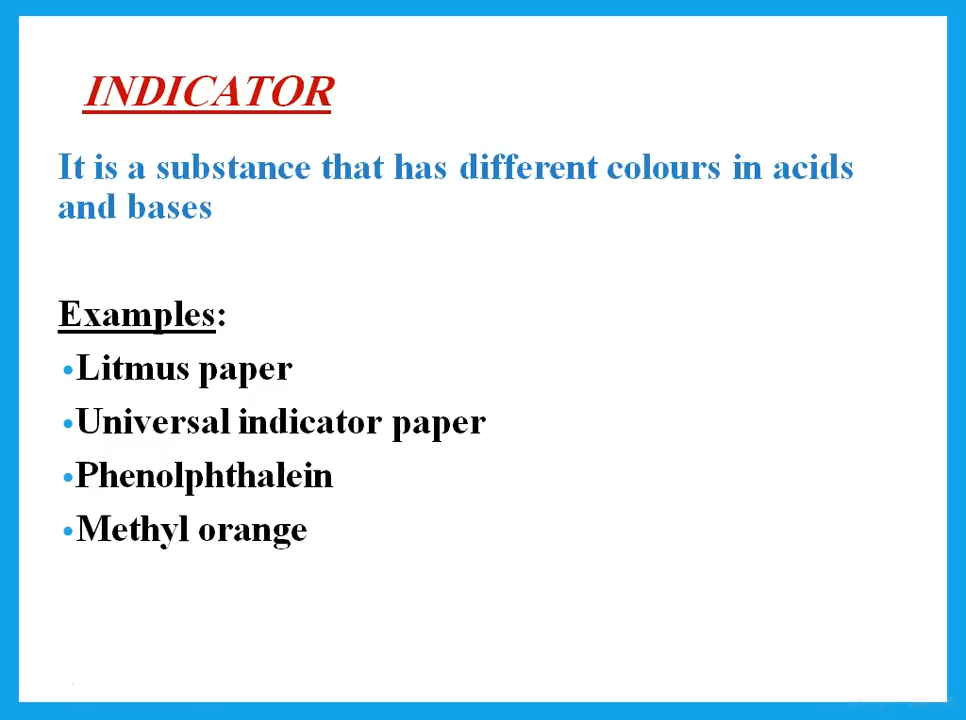 INDICATOR
It is a substance that has different colours in acids
and bases
Examples:
•Litmus paper
•Universal indicator paper
•Phenolphthalein
•Methyl orange